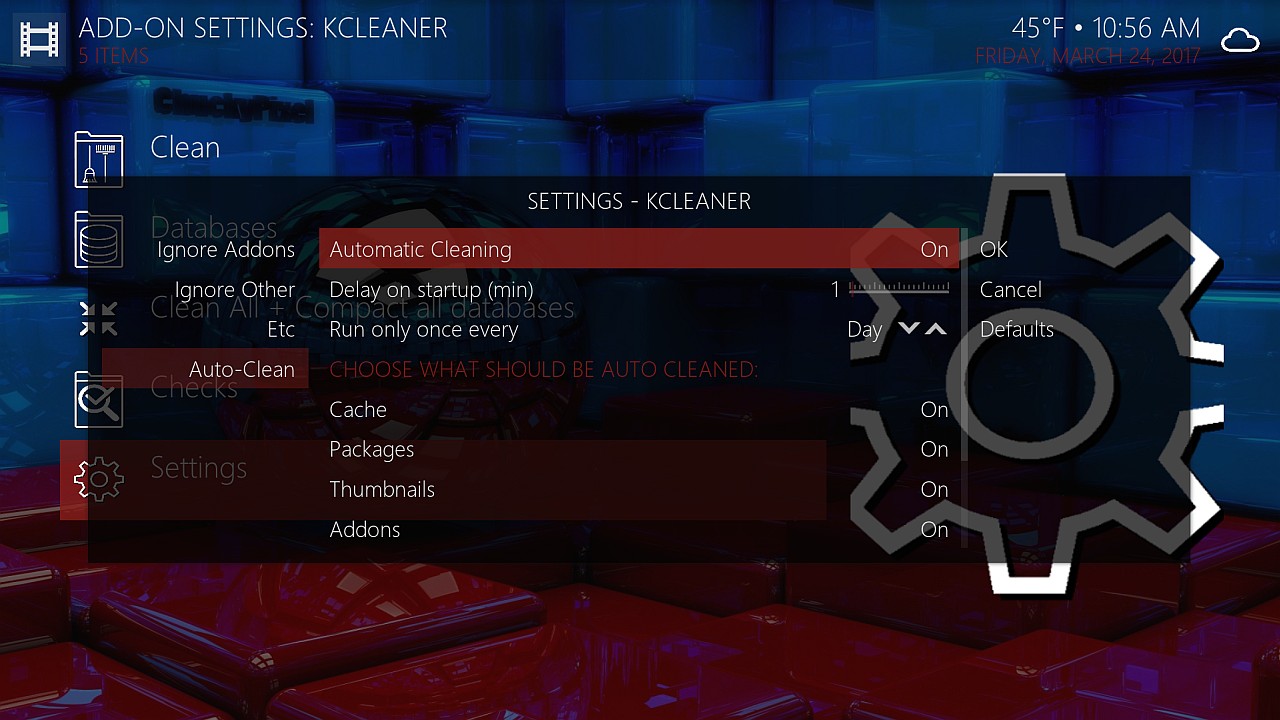 ADD-ON SETTINGS: KCLEANER
5 ITEMS
45°F • 10:56 AM
FRIDAY, MARCH 24, 2017
ChunkyPixel
Clean
SETTINGS - KCLEANER
Databases
Ignore Addons
Automatic Cleaning On
OK
Ignore Other
Delay on startup (min) 1
Cancel
Clean All + Compact all databases
Etc
Run only once every Day
Defaults
Auto-Clean
CHOOSE WHAT SHOULD BE AUTO CLEANED:
Checks
Cache On
Packages On
Settings
Thumbnails On
Addons On